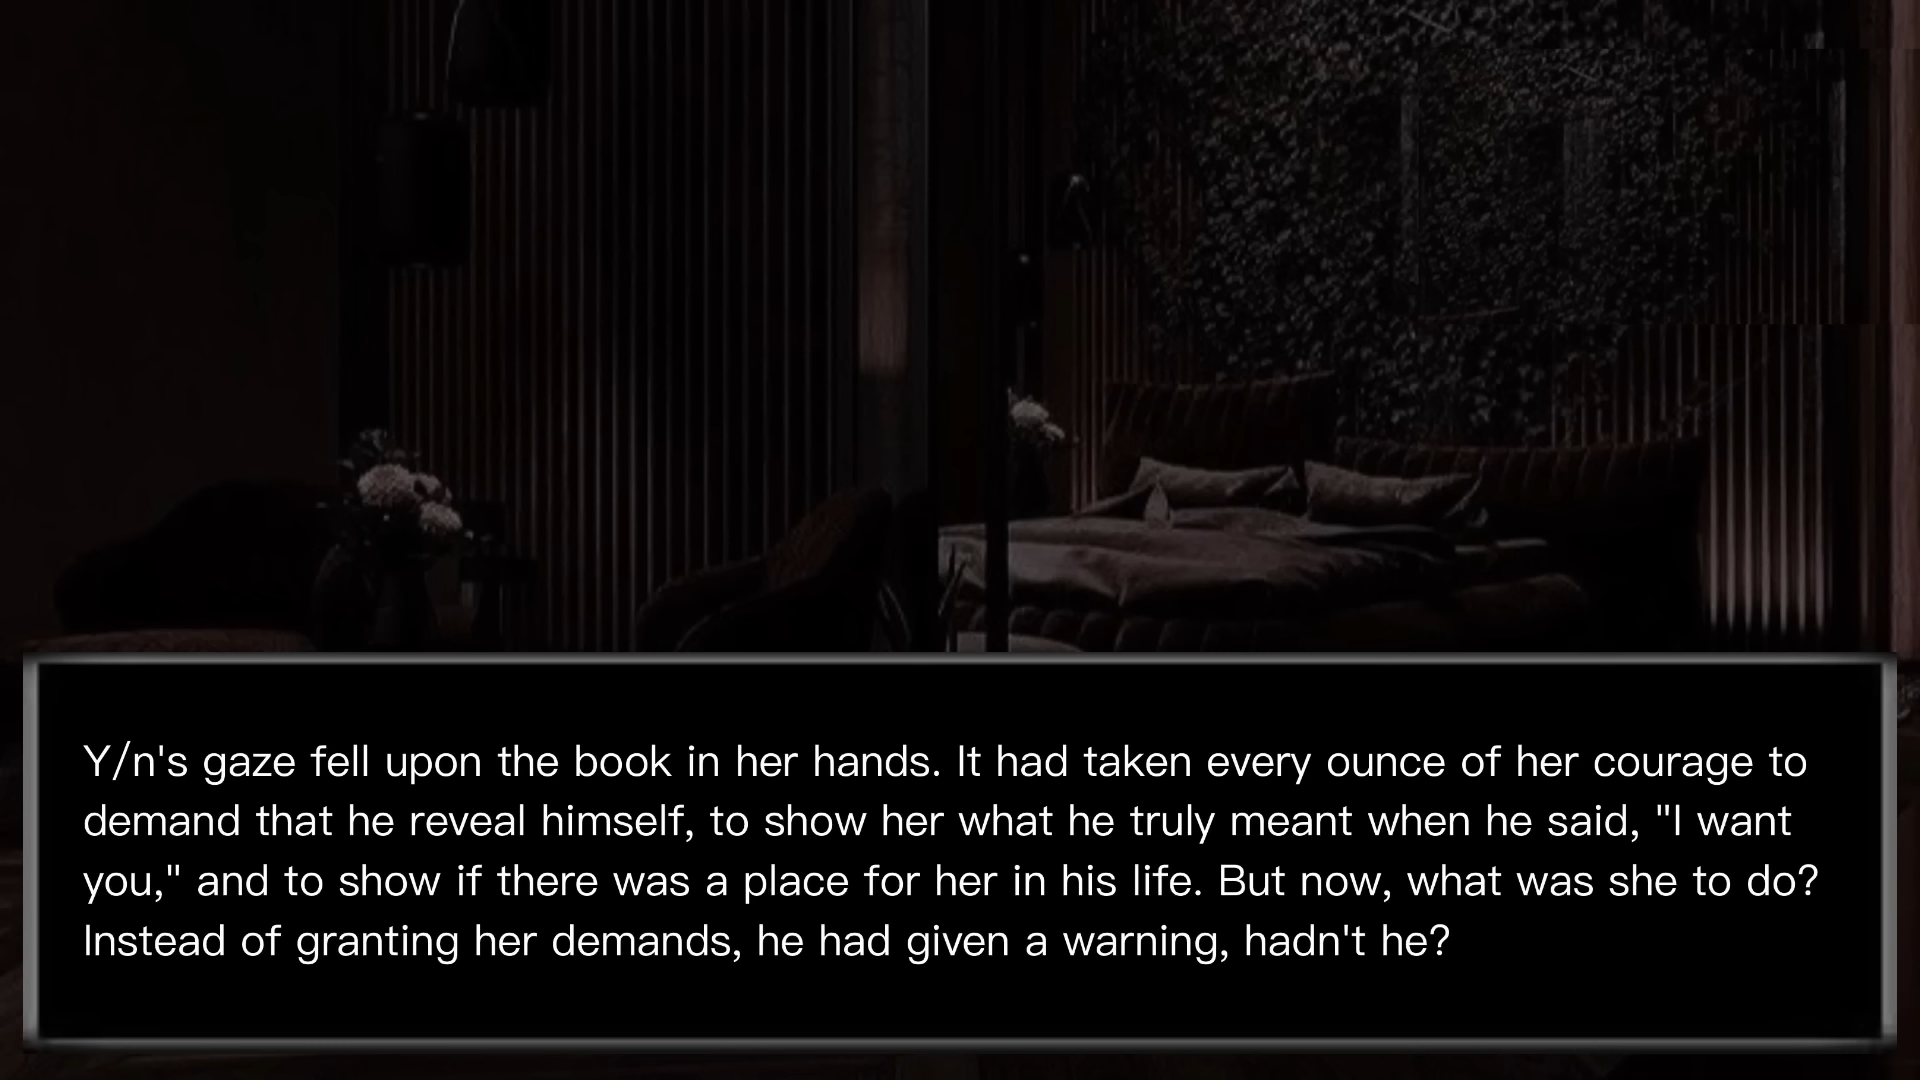 Y/n's gaze fell upon the book in her hands. It had taken every ounce of her courage to
demand that he reveal himself, to show her what he truly meant when he said, "I want
you," and to show if there was a place for her in his life. But now, what was she to do?
Instead of granting her demands, he had given a warning, hadn't he?